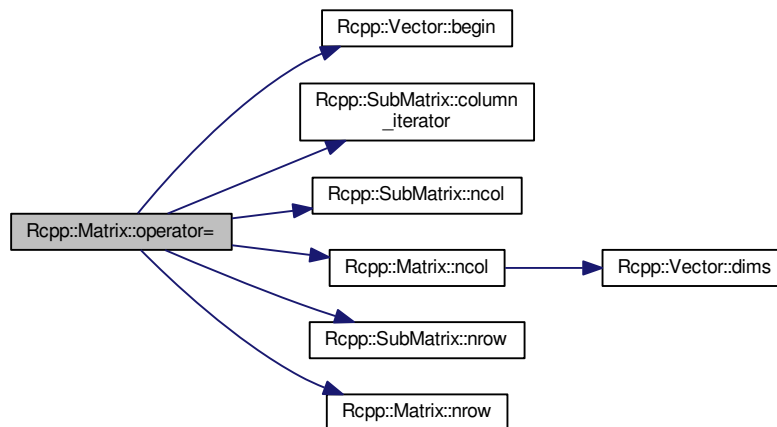 Rcpp::Vector::begin
Rcpp::SubMatrix::column
_iterator
Rcpp::SubMatrix::ncol
Rcpp::Matrix::operator=
Rcpp::Matrix::ncol
Rcpp::Vector::dims
Rcpp::SubMatrix::nrow
Rcpp::Matrix::nrow